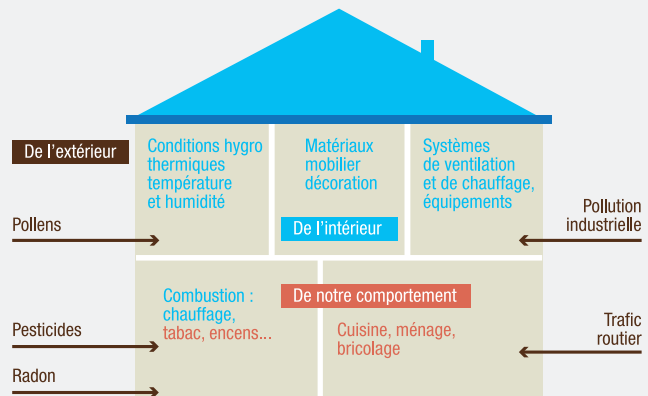 De l'extérieur
Conditions hygro
thermiques
température
et humidité
Matériaux
mobilier
décoration
Systèmes
de ventilation
et de chauffage,
équipements
De l'intérieur
Pollens
Pollution
industrielle
Combustion :
chauffage,
tabac, encens...
De notre comportement
Cuisine, ménage,
bricolage
Pesticides
Trafic
routier
Radon